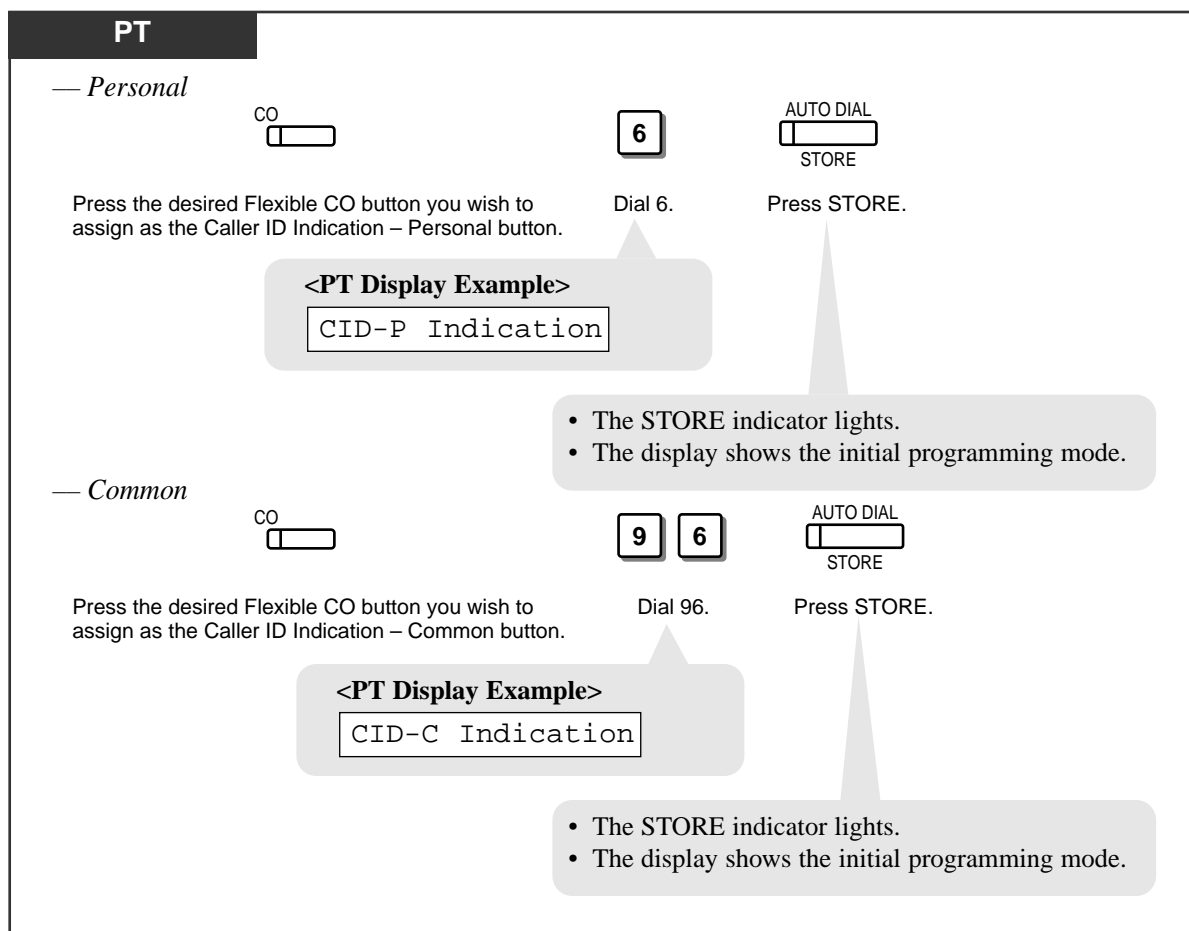 PT
— Personal
CO
6
AUTO DIAL
STORE
Press the desired Flexible CO button you wish to
assign as the Caller ID Indication – Personal button.
Dial 6.
Press STORE.
<PT Display Example>
CID-P Indication
• The STORE indicator lights.
• The display shows the initial programming mode.
— Common
CO
9 6
AUTO DIAL
STORE
Press the desired Flexible CO button you wish to
assign as the Caller ID Indication – Common button.
Dial 96.
Press STORE.
<PT Display Example>
CID-C Indication
• The STORE indicator lights.
• The display shows the initial programming mode.